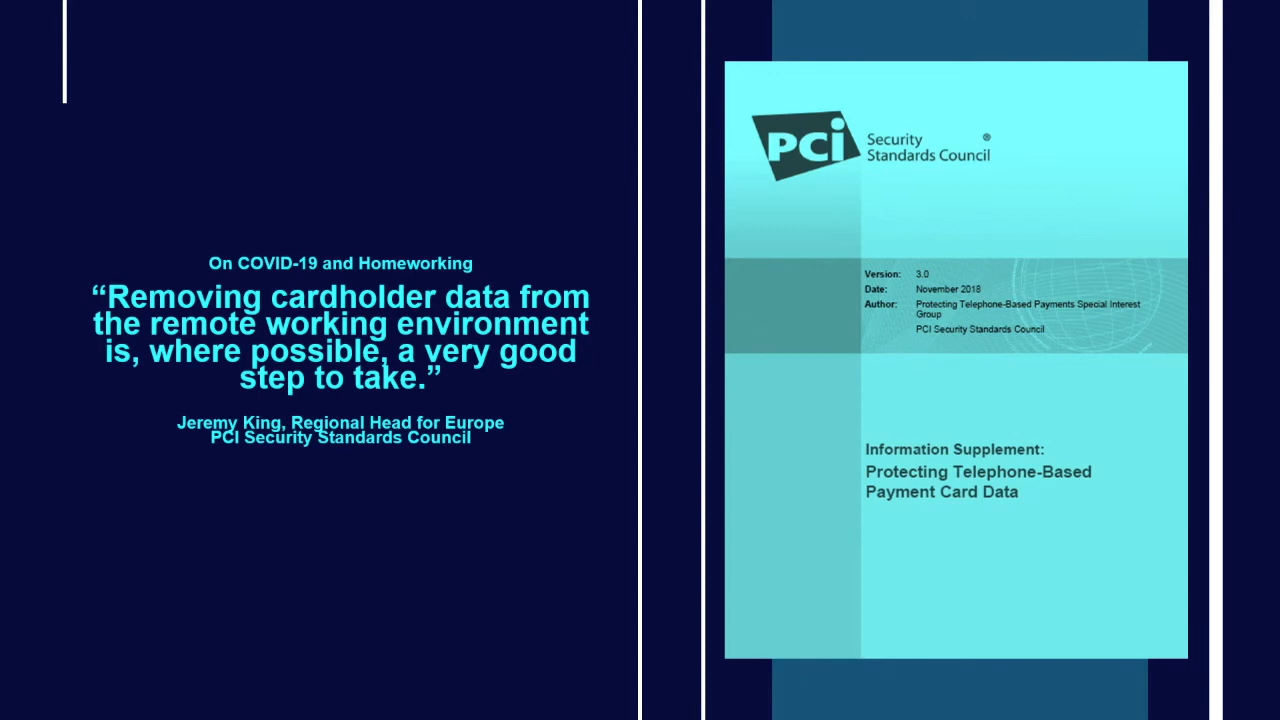 On COVID-19 and Homeworking
“Removing cardholder data from
the remote working environment
is, where possible, a very good
step to take.”
Jeremy King, Regional Head for Europe
PCI Security Standards Council
PCi Security ®
Standards Council
Version: 3.0
Date: November 2018
Author: Protecting Telephone-Based Payments Special Interest
Group
PCI Security Standards Council
Information Supplement:
Protecting Telephone-Based
Payment Card Data